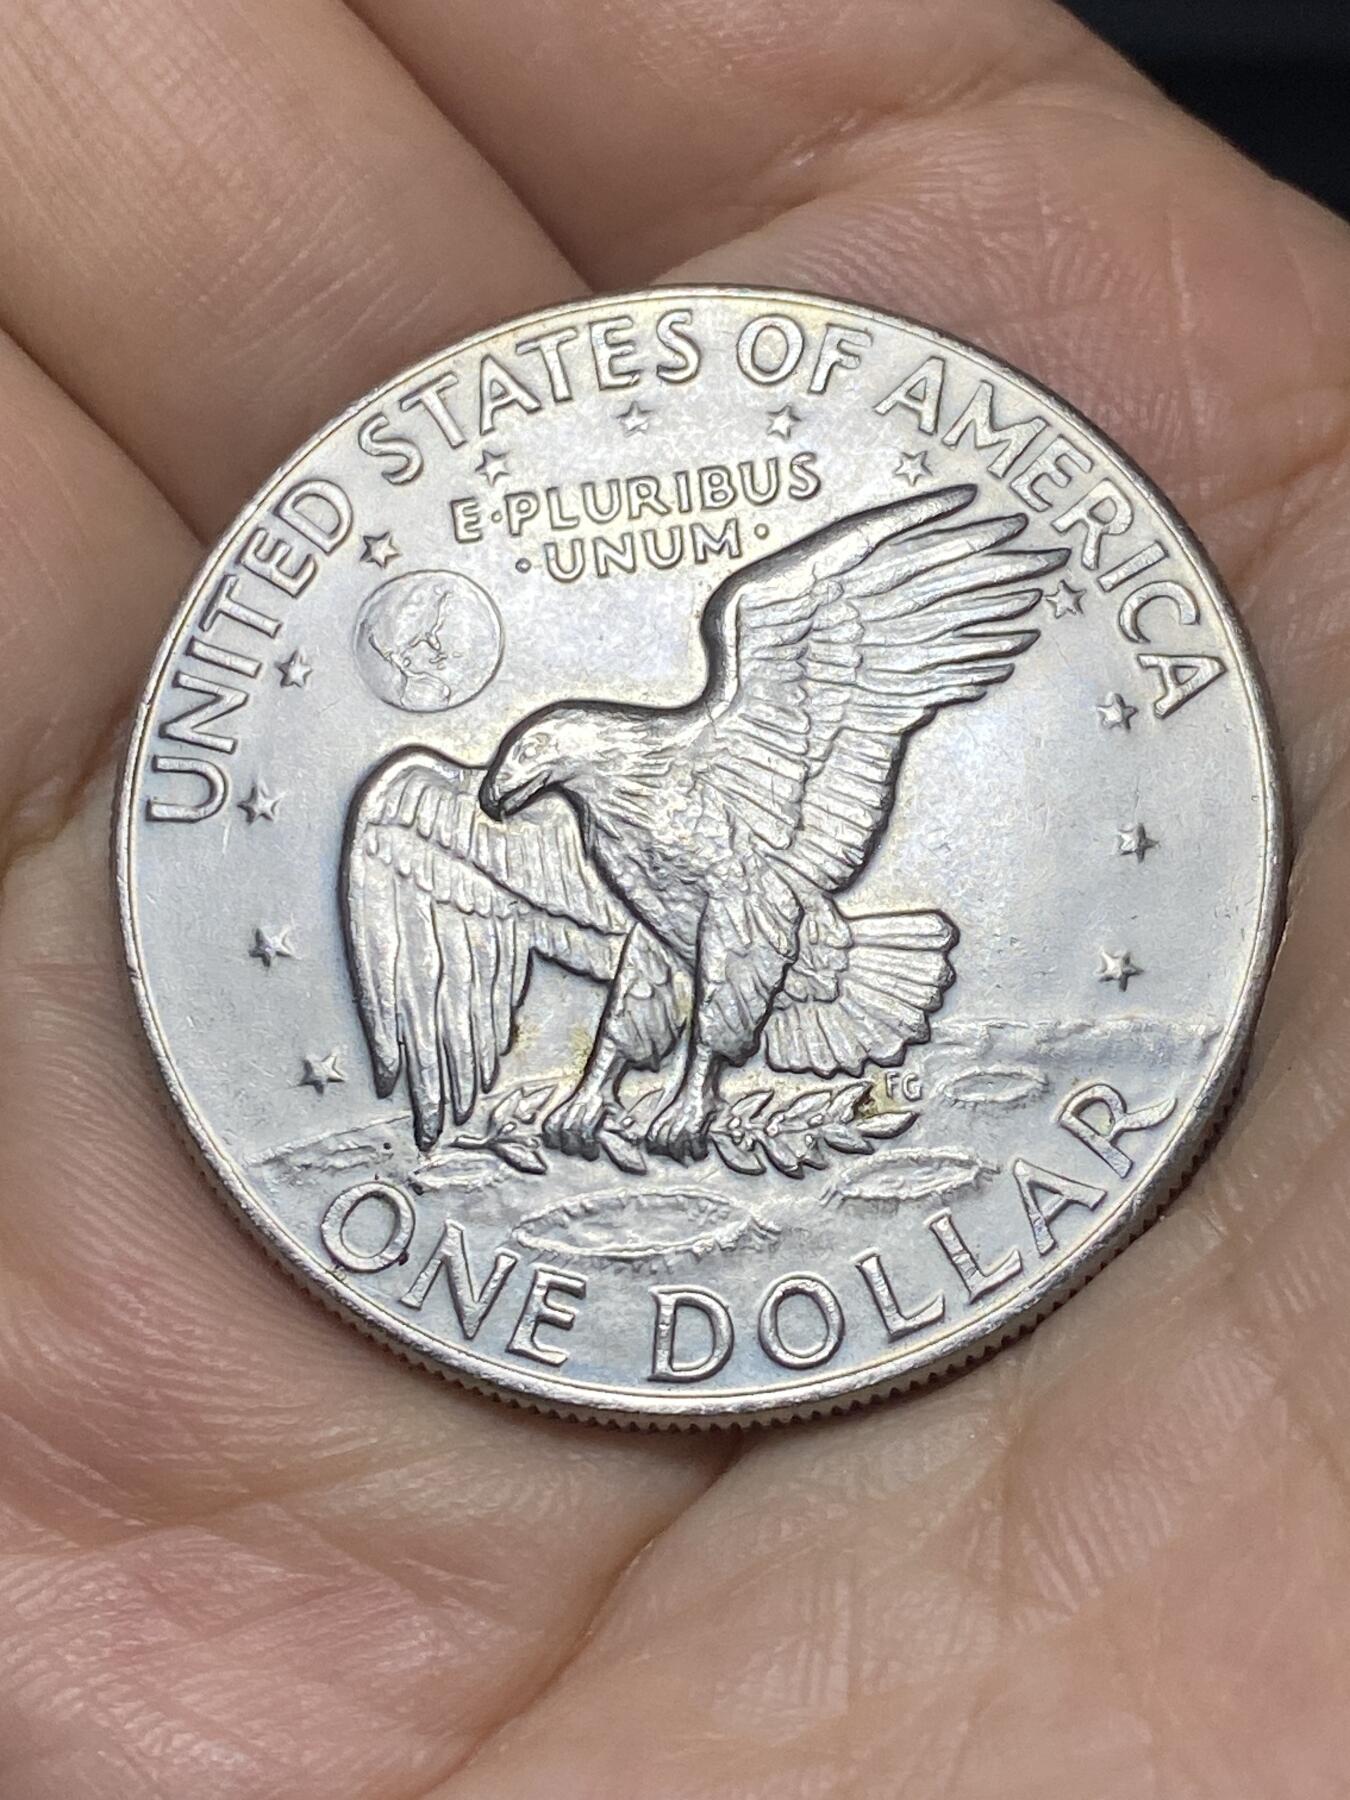 UNITED STATES OF AMERICA
E·PLURIBUS
·UNUM·
FG
ONE DOLLAR